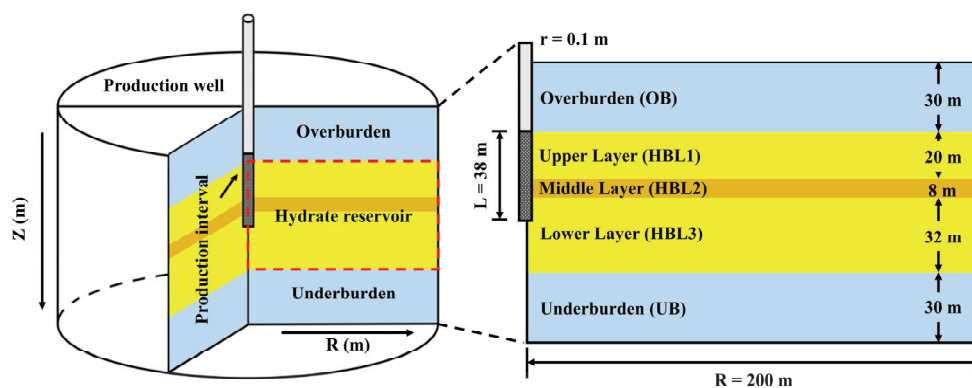 Production well
Overburden
Hydrate reservoir
Underburden
Production interval
Z (m)
R (m)
r = 0.1 m
Overburden (OB)
30 m
Upper Layer (HBL1)
20 m
Middle Layer (HBL2)
8 m
Lower Layer (HBL3)
32 m
Underburden (UB)
30 m
L = 38 m
R = 200 m